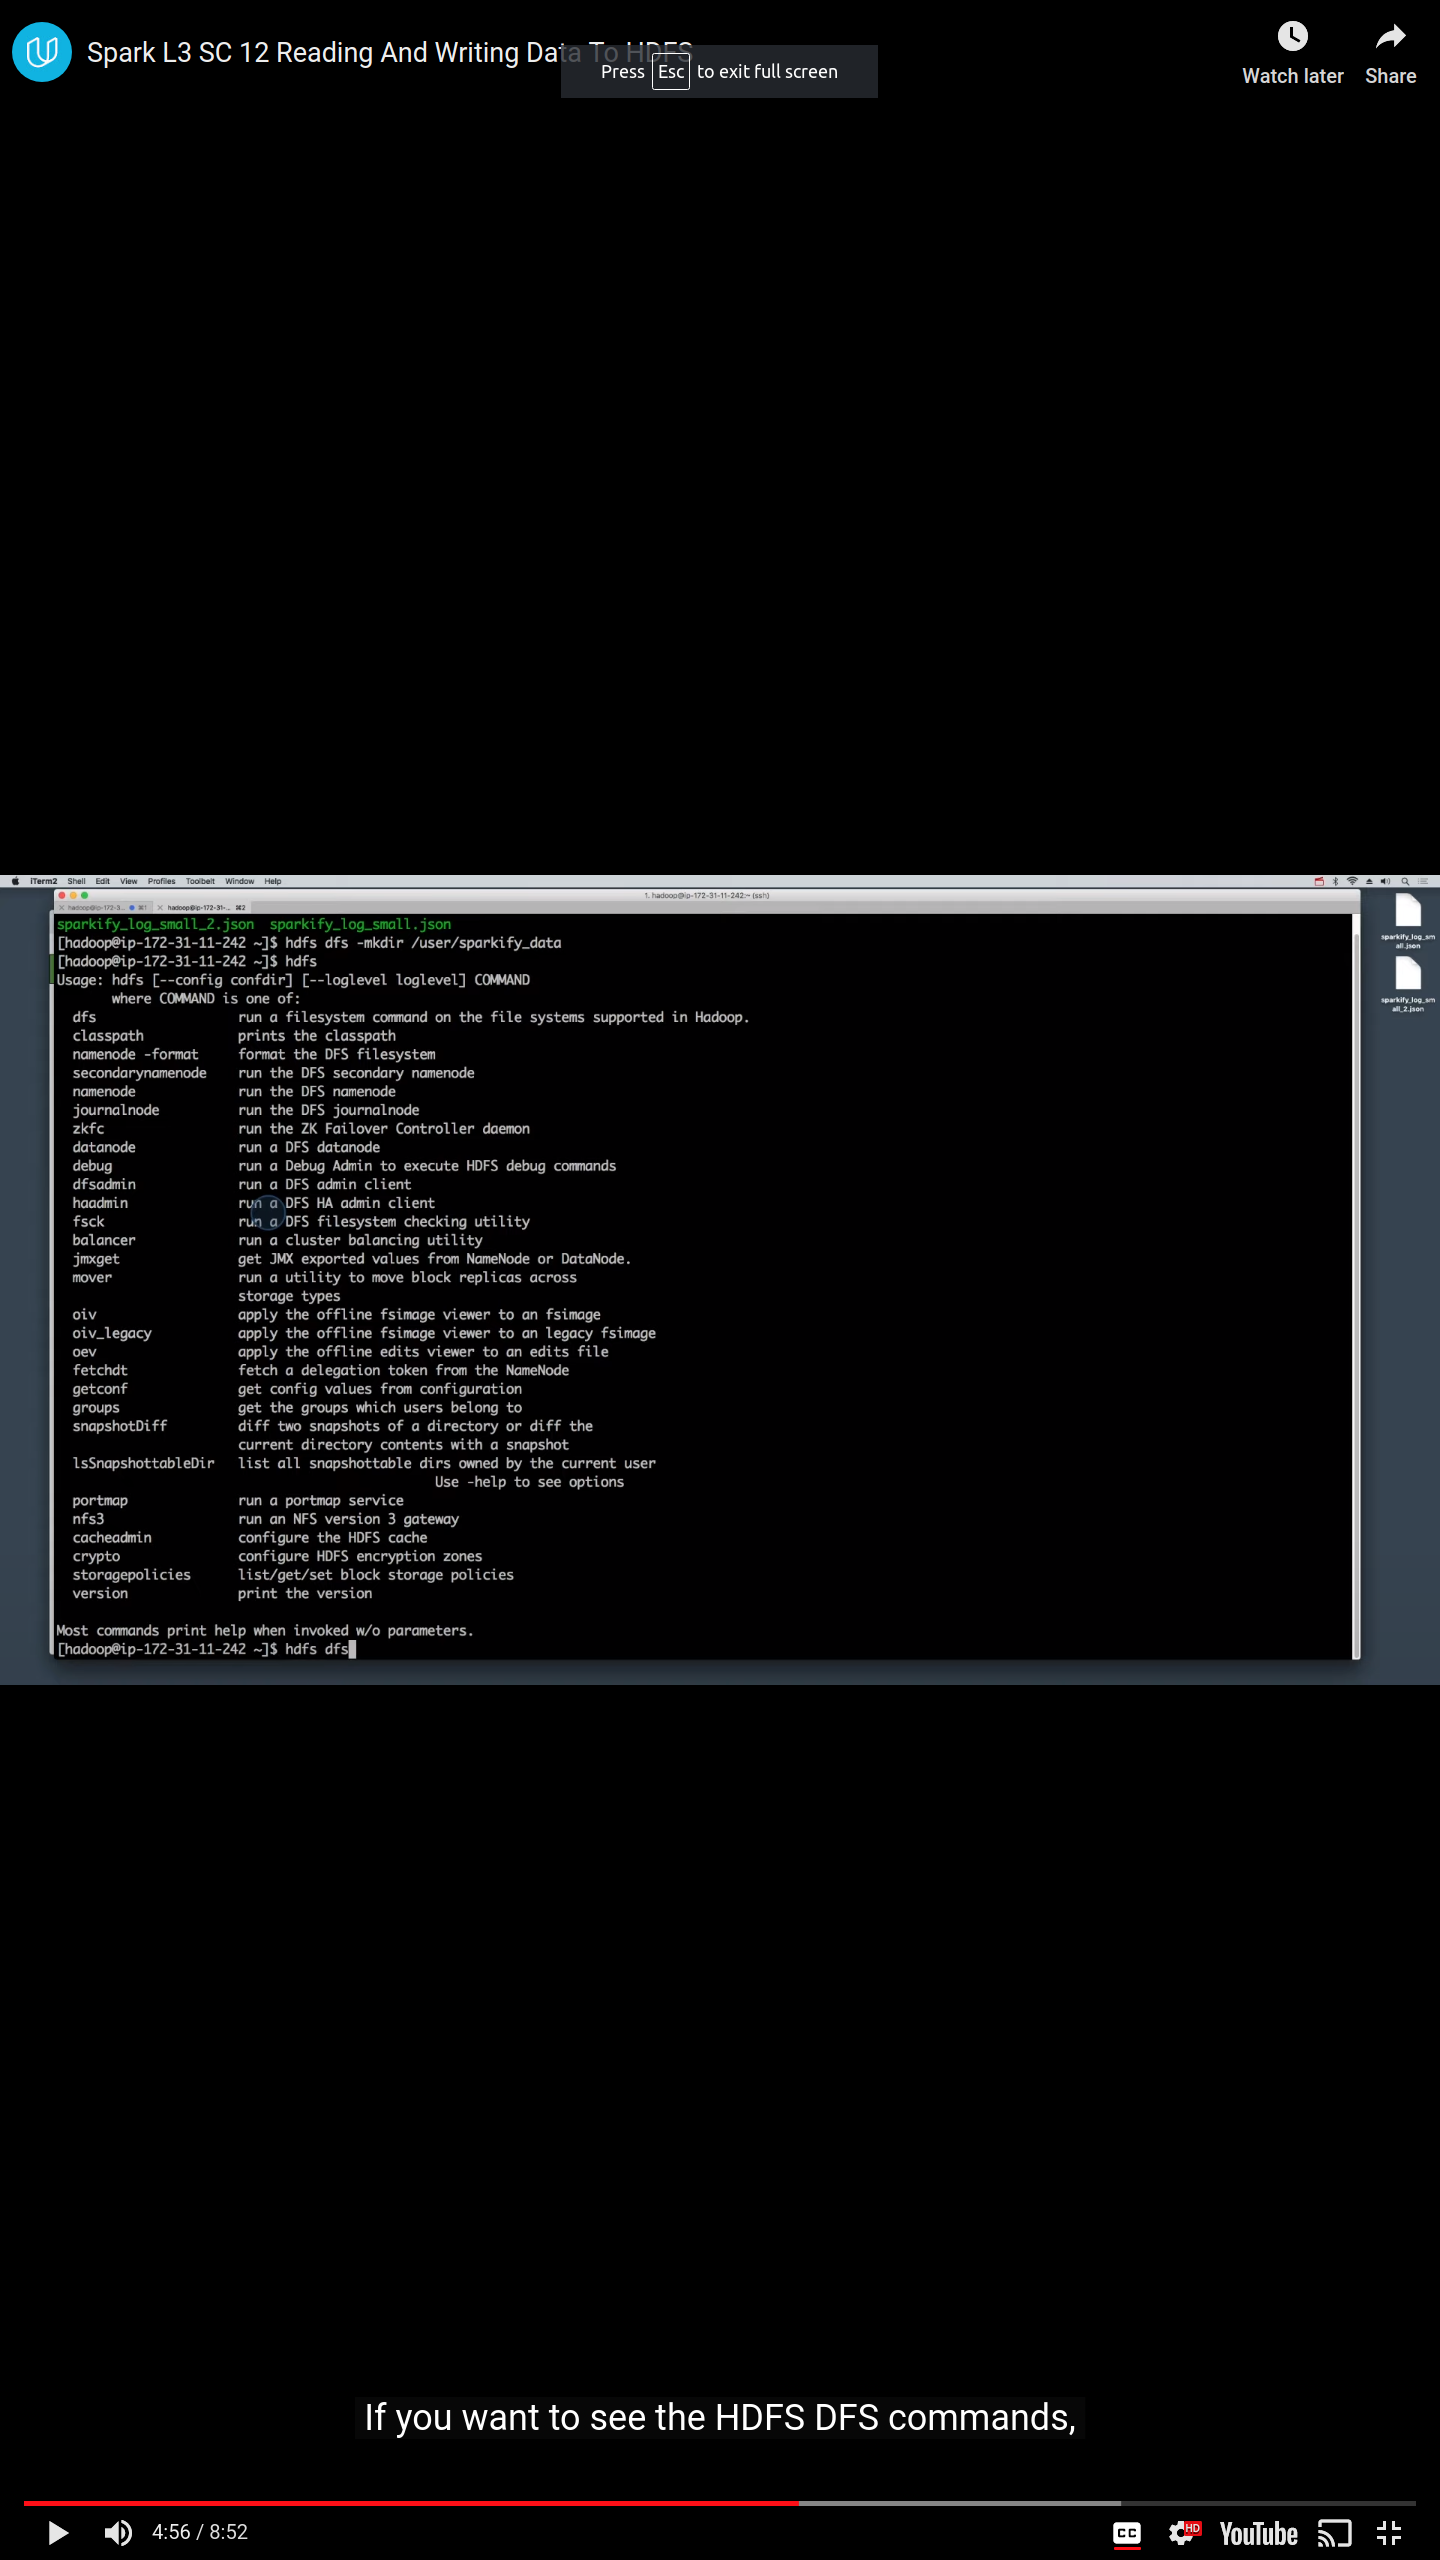 Spark L3 SC 12 Reading And Writing Data To HDFS
Press Esc to exit full screen
Watch later
Share
iTerm2 Shell Edit View Profiles Toolbelt Window Help
1. hadoop@ip-172-31-11-242:~ (ssh)
hadoop@ip-172-3... ⌘1 hadoop@ip-172-31-... ⌘2
sparkify_log_small_2.json sparkify_log_small.json
[hadoop@ip-172-31-11-242 ~]$ hdfs dfs -mkdir /user/sparkify_data
[hadoop@ip-172-31-11-242 ~]$ hdfs
Usage: hdfs [--config confdir] [--loglevel loglevel] COMMAND
where COMMAND is one of:
dfs run a filesystem command on the file systems supported in Hadoop.
classpath prints the classpath
namenode -format format the DFS filesystem
secondarynamenode run the DFS secondary namenode
namenode run the DFS namenode
journalnode run the DFS journalnode
zkfc run the ZK Failover Controller daemon
datanode run a DFS datanode
debug run a Debug Admin to execute HDFS debug commands
dfsadmin run a DFS admin client
haadmin run a DFS HA admin client
fsck run a DFS filesystem checking utility
balancer run a cluster balancing utility
jmxget get JMX exported values from NameNode or DataNode.
mover run a utility to move block replicas across
storage types
oiv apply the offline fsimage viewer to an fsimage
oiv_legacy apply the offline fsimage viewer to an legacy fsimage
oev apply the offline edits viewer to an edits file
fetchdt fetch a delegation token from the NameNode
getconf get config values from configuration
groups get the groups which users belong to
snapshotDiff diff two snapshots of a directory or diff the
current directory contents with a snapshot
lsSnapshottableDir list all snapshottable dirs owned by the current user
Use -help to see options
portmap run a portmap service
nfs3 run an NFS version 3 gateway
cacheadmin configure the HDFS cache
crypto configure HDFS encryption zones
storagepolicies list/get/set block storage policies
version print the version
Most commands print help when invoked w/o parameters.
[hadoop@ip-172-31-11-242 ~]$ hdfs dfs
sparkify_log_sm
all.json
sparkify_log_sm
all_2.json
If you want to see the HDFS DFS commands,
4:56 / 8:52
CC
HD
YouTube